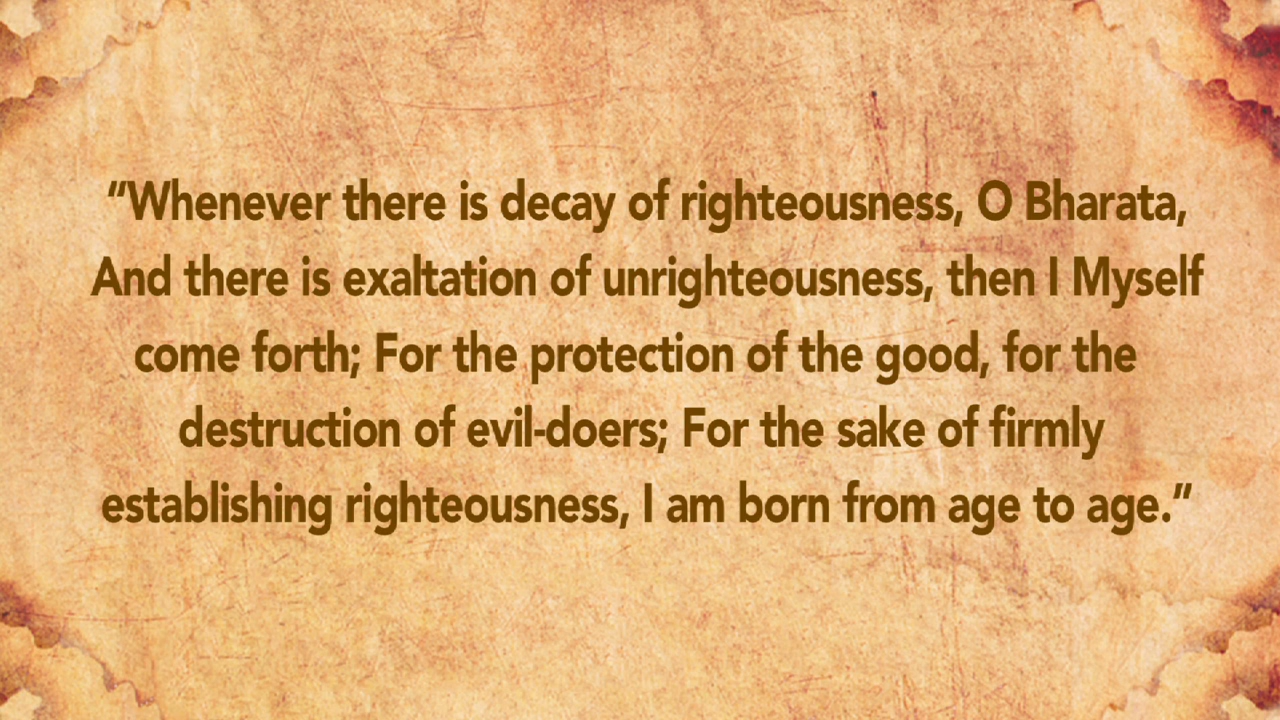 “Whenever there is decay of righteousness, O Bharata,
And there is exaltation of unrighteousness, then I Myself
come forth; For the protection of the good, for the
destruction of evil-doers; For the sake of firmly
establishing righteousness, I am born from age to age.”